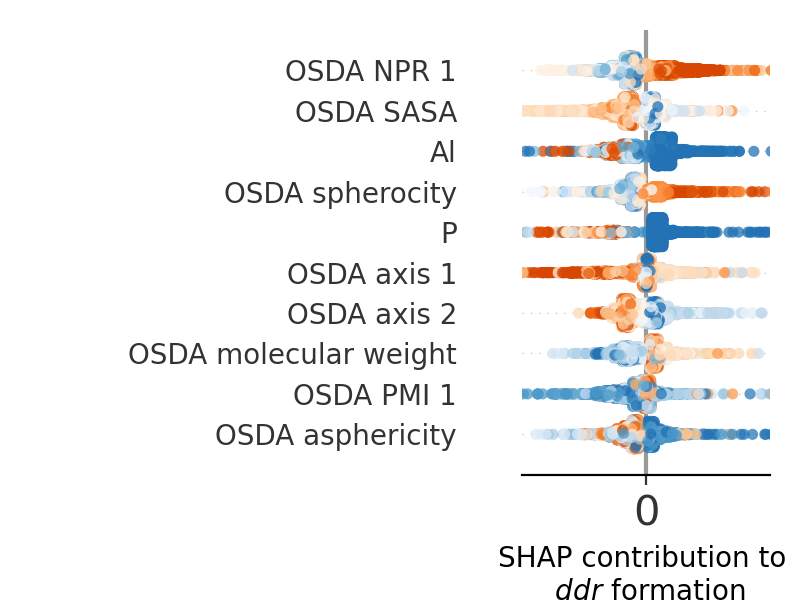 OSDA NPR 1
OSDA SASA
Al
OSDA spherocity
P
OSDA axis 1
OSDA axis 2
OSDA molecular weight
OSDA PMI 1
OSDA asphericity
0
SHAP contribution to
ddr formation